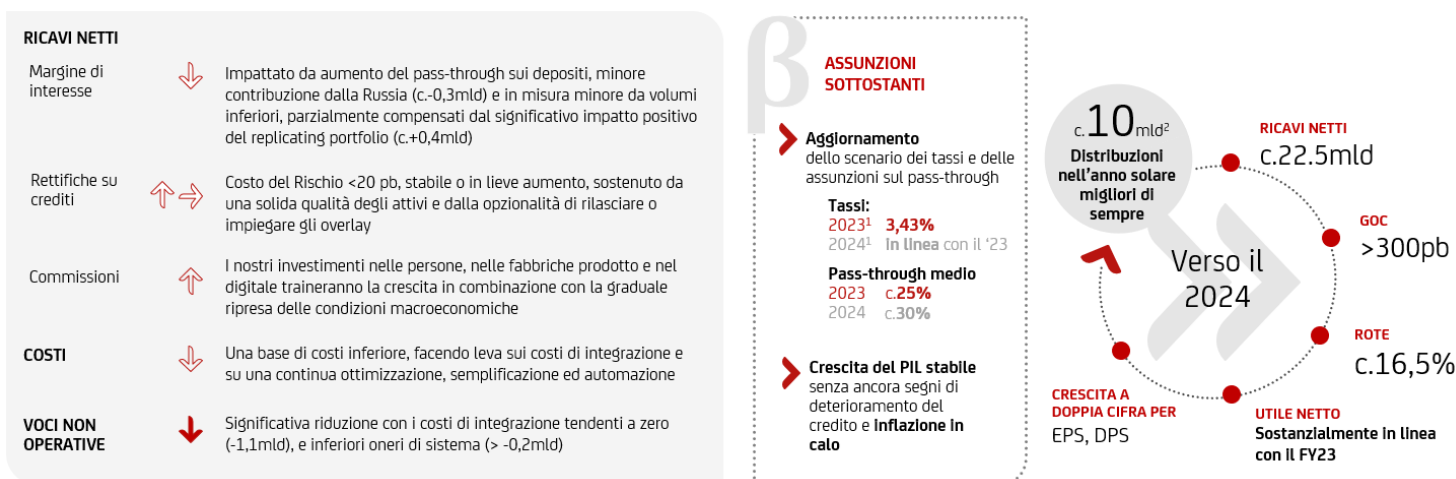 RICAVI NETTI
Margine di
interesse
Impattato da aumento del pass-through sui depositi, minore
contribuzione dalla Russia (c.-0,3mld) e in misura minore da volumi
inferiori, parzialmente compensati dal significativo impatto positivo
del replicating portfolio (c.+0,4mld)
Rettifiche su
crediti
Costo del Rischio <20 pb, stabile o in lieve aumento, sostenuto da
una solida qualità degli attivi e dalla opzionalità di rilasciare o
impiegare gli overlay
Commissioni
I nostri investimenti nelle persone, nelle fabbriche prodotto e nel
digitale traineranno la crescita in combinazione con la graduale
ripresa delle condizioni macroeconomiche
COSTI
Una base di costi inferiore, facendo leva sui costi di integrazione e
su una continua ottimizzazione, semplificazione ed automazione
VOCI NON
OPERATIVE
Significativa riduzione con i costi di integrazione tendenti a zero
(-1,1mld), e inferiori oneri di sistema (> -0,2mld)
β
ASSUNZIONI
SOTTOSTANTI
Aggiornamento
dello scenario dei tassi e delle
assunzioni sul pass-through
Tassi:
2023¹ 3,43%
2024¹ In linea con il '23
Pass-through medio
2023 c.25%
2024 c.30%
Crescita del PIL stabile
senza ancora segni di
deterioramento del
credito e inflazione in
calo
c.10mld²
Distribuzioni
nell'anno solare
migliori di
sempre
Verso il
2024
RICAVI NETTI
c.22.5mld
GOC
>300pb
ROTE
c.16,5%
UTILE NETTO
Sostanzialmente in linea
con il FY23
CRESCITA A
DOPPIA CIFRA PER
EPS, DPS